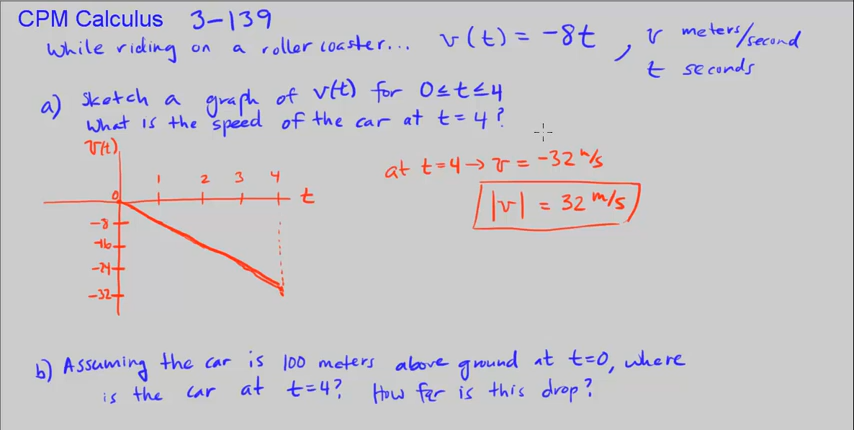 CPM Calculus 3-139
While riding on a roller coaster... v(t) = -8t, v meters/second
t seconds
a) Sketch a graph of v(t) for 0≤t≤4
What is the speed of the car at t=4?
v(t)
0 1 2 3 4 t
-8
-16
-24
-32
at t=4 → v = -32 m/s
|v| = 32 m/s
b) Assuming the car is 100 meters above ground at t=0, where
is the car at t=4? How far is this drop?